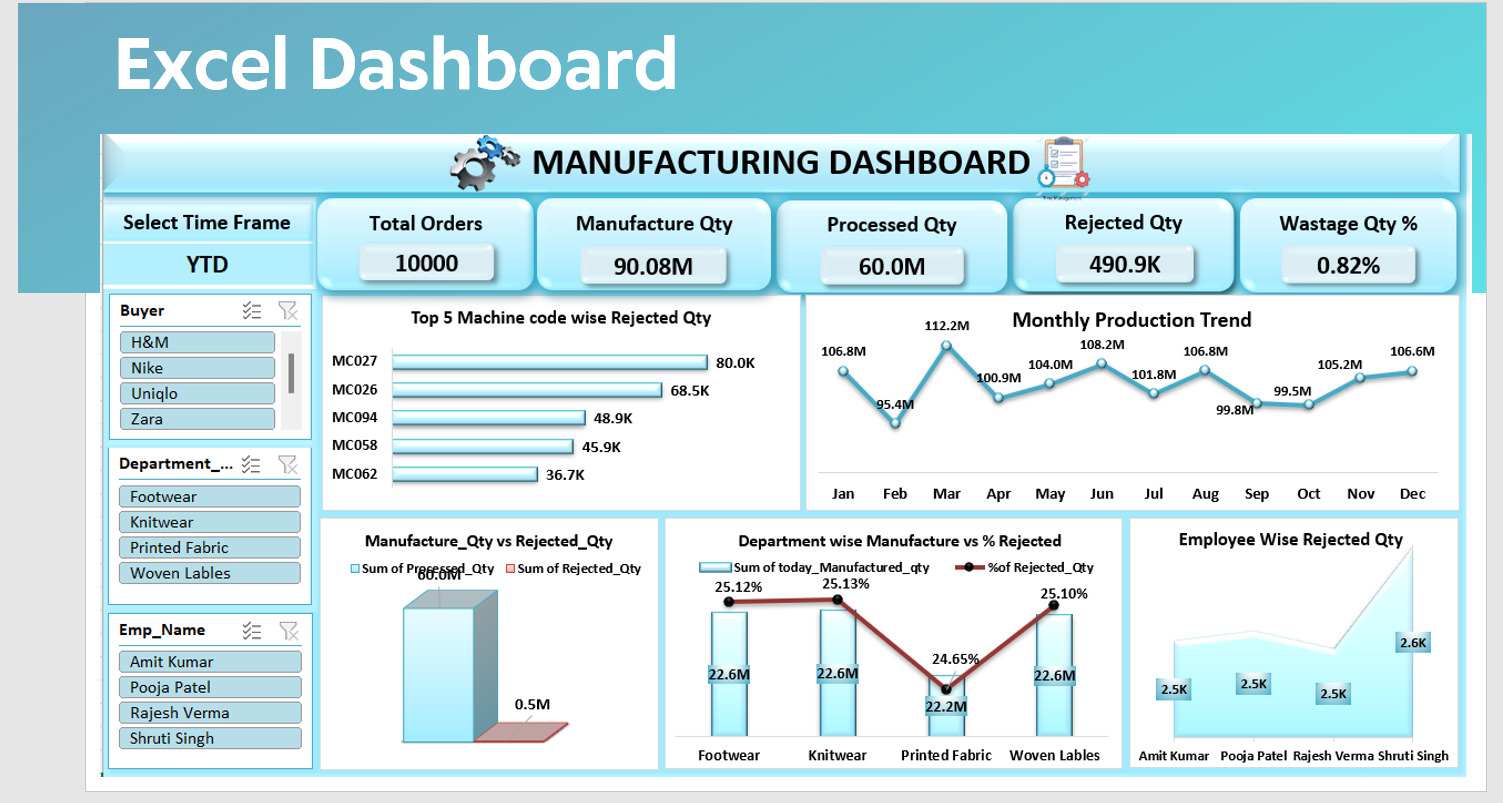 Excel Dashboard
MANUFACTURING DASHBOARD
Select Time Frame
YTD
Total Orders
10000
Manufacture Qty
90.08M
Processed Qty
60.0M
Rejected Qty
490.9K
Wastage Qty %
0.82%
Buyer
H&M
Nike
Uniqlo
Zara
Department_...
Footwear
Knitwear
Printed Fabric
Woven Lables
Emp_Name
Amit Kumar
Pooja Patel
Rajesh Verma
Shruti Singh
Top 5 Machine code wise Rejected Qty
MC027 80.0K
MC026 68.5K
MC094 48.9K
MC058 45.9K
MC062 36.7K
Monthly Production Trend
106.8M 95.4M 112.2M 100.9M 104.0M 108.2M 101.8M 106.8M 99.8M 99.5M 105.2M 106.6M
Jan Feb Mar Apr May Jun Jul Aug Sep Oct Nov Dec
Manufacture_Qty vs Rejected_Qty
Sum of Processed_Qty Sum of Rejected_Qty
60.0M
0.5M
Department wise Manufacture vs % Rejected
Sum of today_Manufactured_qty %of Rejected_Qty
25.12% 25.13% 24.65% 25.10%
22.6M 22.6M 22.2M 22.6M
Footwear Knitwear Printed Fabric Woven Lables
Employee Wise Rejected Qty
2.5K 2.5K 2.5K 2.6K
Amit Kumar Pooja Patel Rajesh Verma Shruti Singh